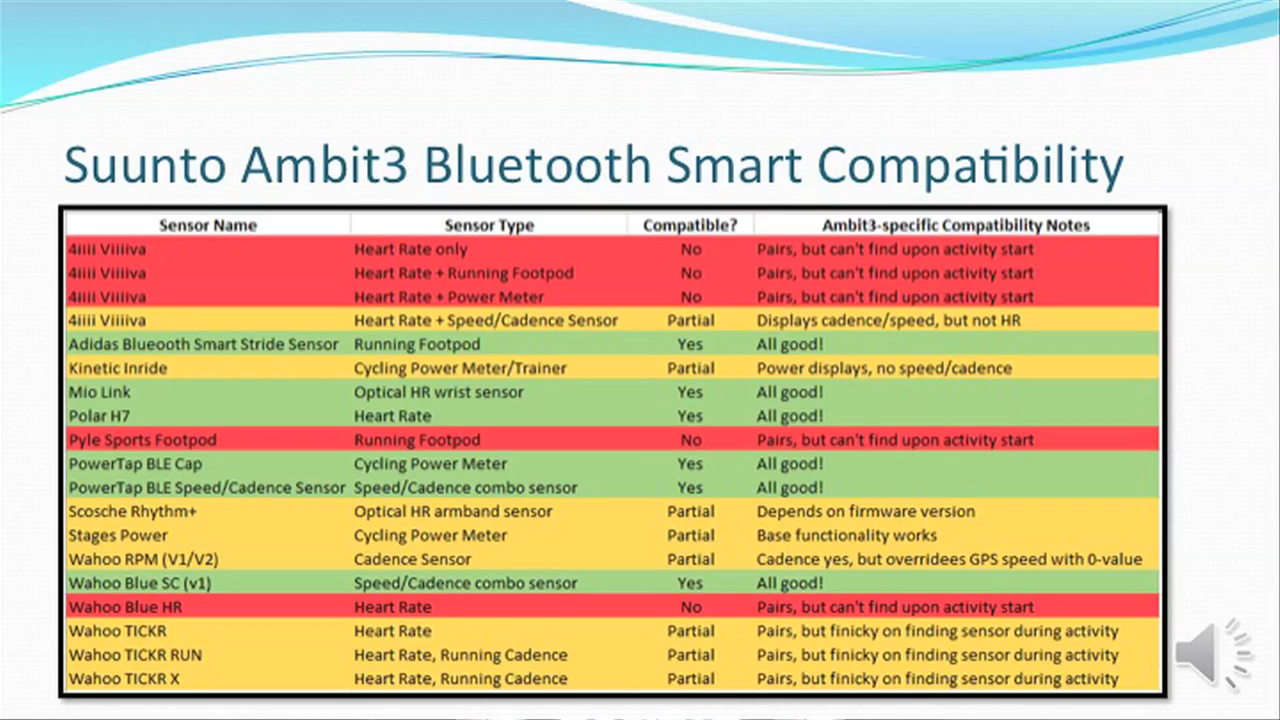 Suunto Ambit3 Bluetooth Smart Compatibility
Sensor Name Sensor Type Compatible? Ambit3-specific Compatibility Notes
4iiii Viiiiva Heart Rate only No Pairs, but can't find upon activity start
4iiii Viiiiva Heart Rate + Running Footpod No Pairs, but can't find upon activity start
4iiii Viiiiva Heart Rate + Power Meter No Pairs, but can't find upon activity start
4iiii Viiiiva Heart Rate + Speed/Cadence Sensor Partial Displays cadence/speed, but not HR
Adidas Blueooth Smart Stride Sensor Running Footpod Yes All good!
Kinetic Inride Cycling Power Meter/Trainer Partial Power displays, no speed/cadence
Mio Link Optical HR wrist sensor Yes All good!
Polar H7 Heart Rate Yes All good!
Pyle Sports Footpod Running Footpod No Pairs, but can't find upon activity start
PowerTap BLE Cap Cycling Power Meter Yes All good!
PowerTap BLE Speed/Cadence Sensor Speed/Cadence combo sensor Yes All good!
Scosche Rhythm+ Optical HR armband sensor Partial Depends on firmware version
Stages Power Cycling Power Meter Partial Base functionality works
Wahoo RPM (V1/V2) Cadence Sensor Partial Cadence yes, but overridees GPS speed with 0-value
Wahoo Blue SC (v1) Speed/Cadence combo sensor Yes All good!
Wahoo Blue HR Heart Rate No Pairs, but can't find upon activity start
Wahoo TICKR Heart Rate Partial Pairs, but finicky on finding sensor during activity
Wahoo TICKR RUN Heart Rate, Running Cadence Partial Pairs, but finicky on finding sensor during activity
Wahoo TICKR X Heart Rate, Running Cadence Partial Pairs, but finicky on finding sensor during activity